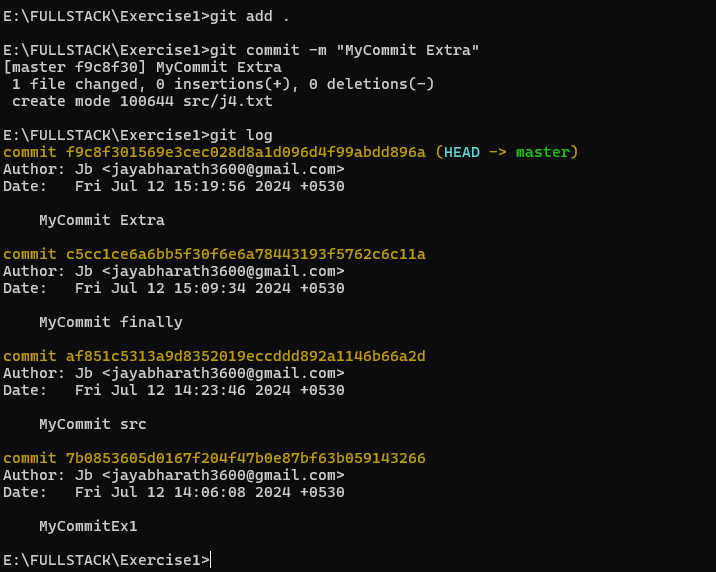 E:\FULLSTACK\Exercise1>git add .
E:\FULLSTACK\Exercise1>git commit -m "MyCommit Extra"
[master f9c8f30] MyCommit Extra
 1 file changed, 0 insertions(+), 0 deletions(-)
 create mode 100644 src/j4.txt
E:\FULLSTACK\Exercise1>git log
commit f9c8f301569e3cec028d8a1d096d4f99abdd896a (HEAD -> master)
Author: Jb <jayabharath3600@gmail.com>
Date:   Fri Jul 12 15:19:56 2024 +0530
    MyCommit Extra
commit c5cc1ce6a6bb5f30f6e6a78443193f5762c6c11a
Author: Jb <jayabharath3600@gmail.com>
Date:   Fri Jul 12 15:09:34 2024 +0530
    MyCommit finally
commit af851c5313a9d8352019eccddd892a1146b66a2d
Author: Jb <jayabharath3600@gmail.com>
Date:   Fri Jul 12 14:23:46 2024 +0530
    MyCommit src
commit 7b0853605d0167f204f47b0e87bf63b059143266
Author: Jb <jayabharath3600@gmail.com>
Date:   Fri Jul 12 14:06:08 2024 +0530
    MyCommitEx1
E:\FULLSTACK\Exercise1>